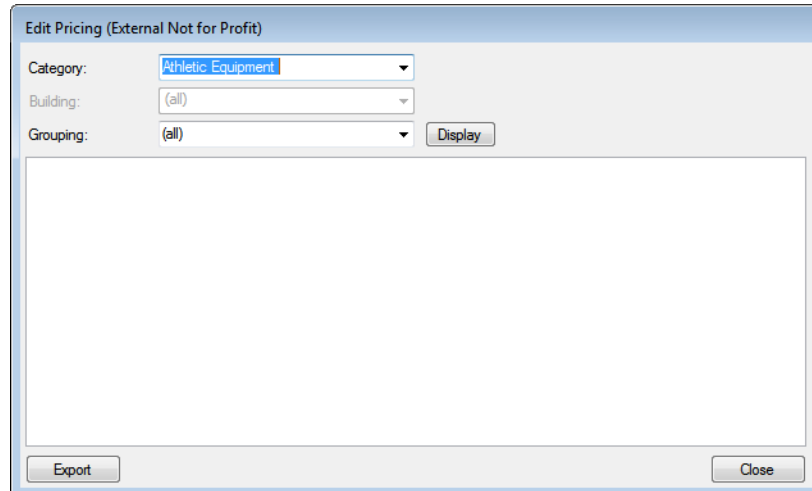 Edit Pricing (External Not for Profit)
Category: Athletic Equipment
Building: (all)
Grouping: (all) Display
Export Close